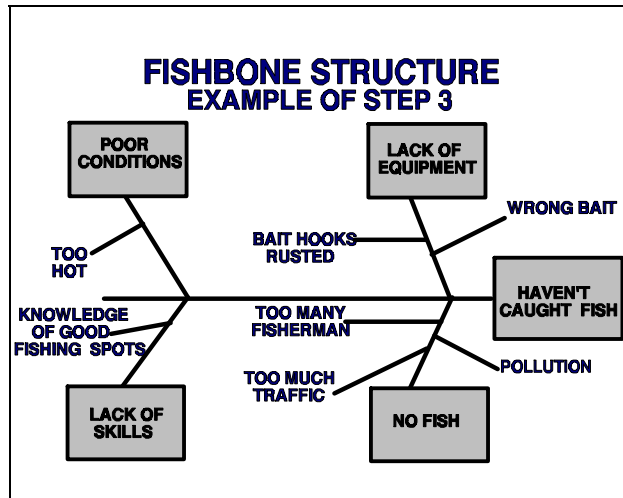 FISHBONE STRUCTURE
EXAMPLE OF STEP 3
POOR
CONDITIONS
LACK OF
EQUIPMENT
WRONG BAIT
BAIT HOOKS
RUSTED
TOO
HOT
HAVEN'T
CAUGHT FISH
KNOWLEDGE
OF GOOD
FISHING SPOTS
TOO MANY
FISHERMAN
POLLUTION
TOO MUCH
TRAFFIC
LACK OF
SKILLS
NO FISH